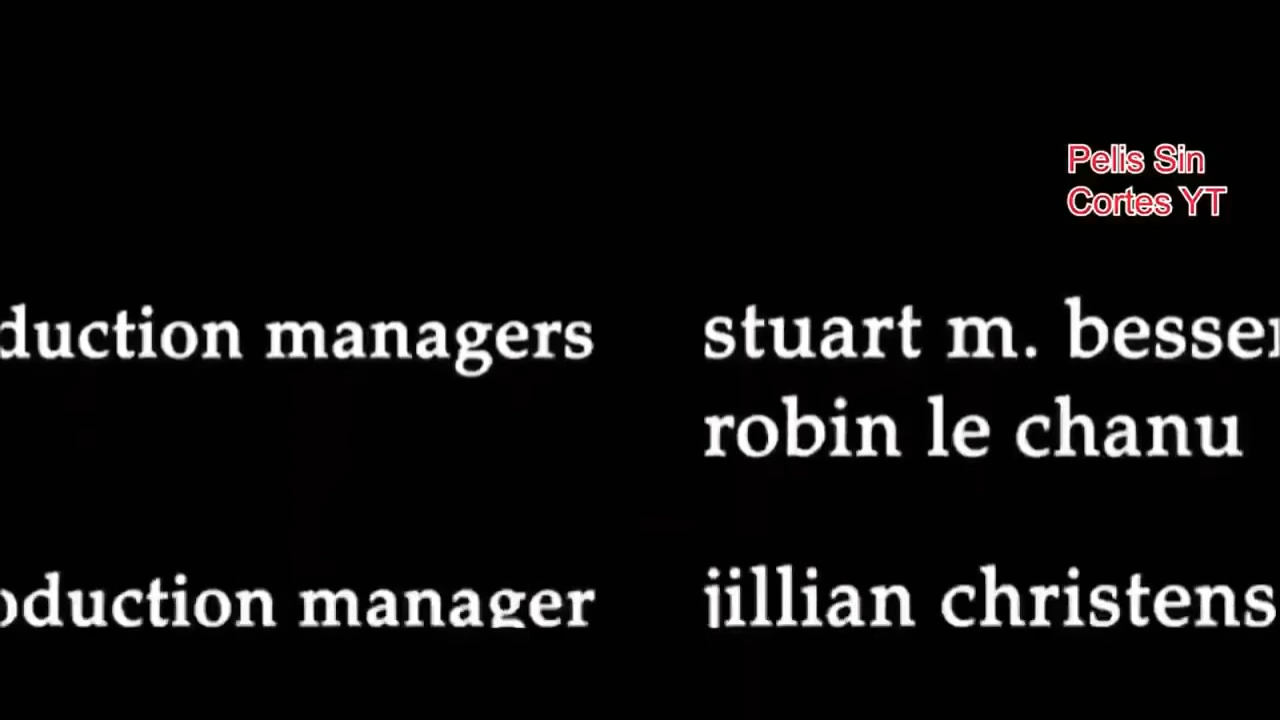 Pelis Sin
Cortes YT
duction managers stuart m. besser
robin le chanu
oduction manager jillian christens